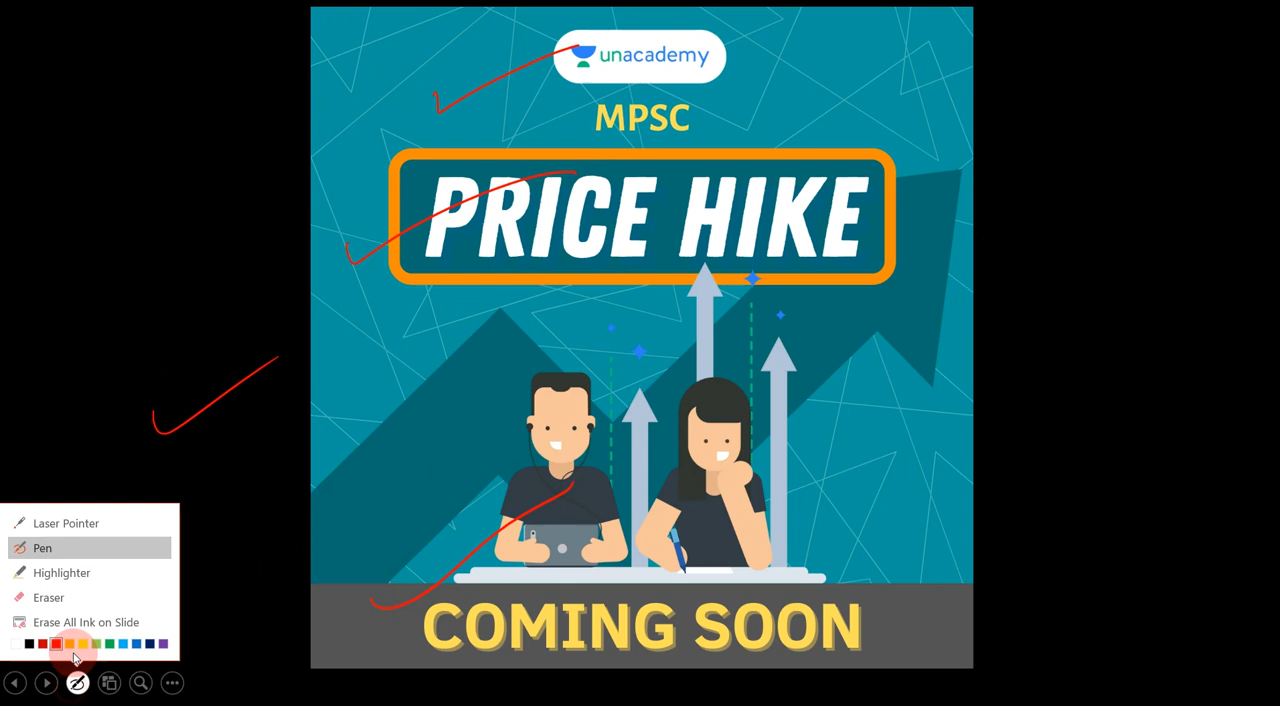 unacademy
MPSC
PRICE HIKE
COMING SOON
Laser Pointer
Pen
Highlighter
Eraser
Erase All Ink on Slide